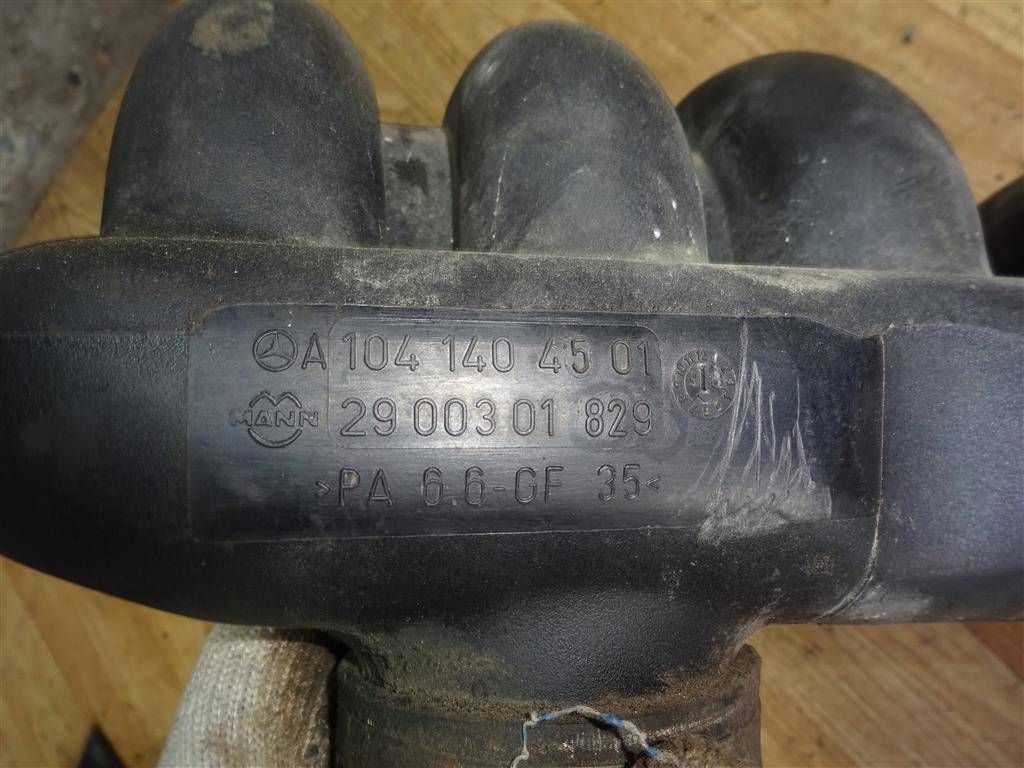 A 104 140 45 01
MANN 29 003 01 829
>PA 6.6-GF 35<